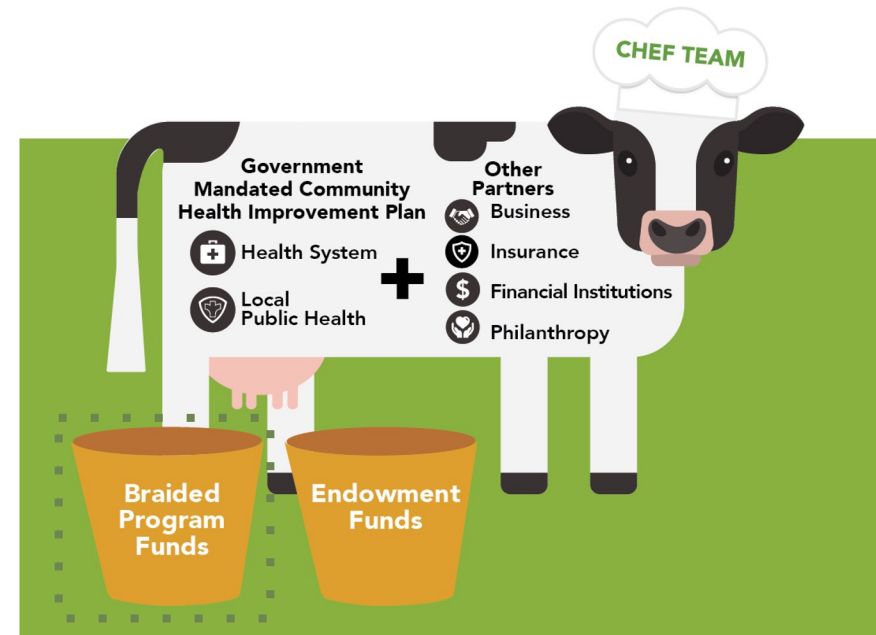 CHEF TEAM
Government
Mandated Community
Health Improvement Plan
Health System
Local
Public Health
Other
Partners
Business
Insurance
$
Financial Institutions
Philanthropy
Braided
Program
Funds
Endowment
Funds